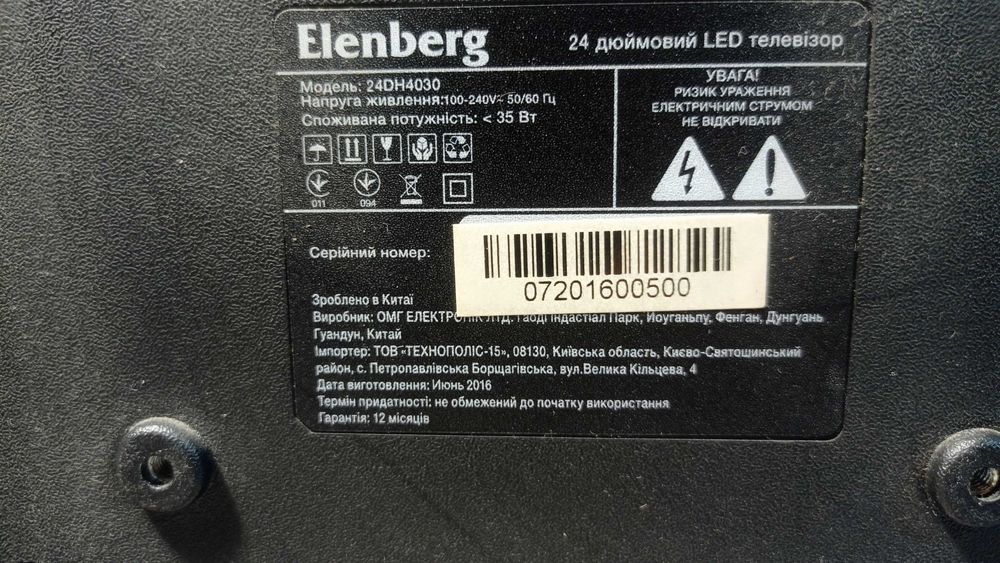 Elenberg
24 дюймовий LED телевізор
Модель: 24DH4030
Напруга живлення:100-240V~ 50/60 Гц
Споживана потужність: < 35 Вт
011 094
УВАГА!
РИЗИК УРАЖЕННЯ
ЕЛЕКТРИЧНИМ СТРУМОМ
НЕ ВІДКРИВАТИ
Серійний номер:
07201600500
Зроблено в Китаї
Виробник: ОМГ ЕЛЕКТРОНІК ЛТД. Гаоді Індастіал Парк, Йоуганьпу, Фенган, Дунгуань
Гуандун, Китай
Імпортер: ТОВ «ТЕХНОПОЛІС-15», 08130, Київська область, Києво-Святошинський
район, с. Петропавлівська Борщагівська, вул.Велика Кільцева, 4
Дата виготовлення: Июнь 2016
Термін придатності: не обмежений до початку використання
Гарантія: 12 місяців